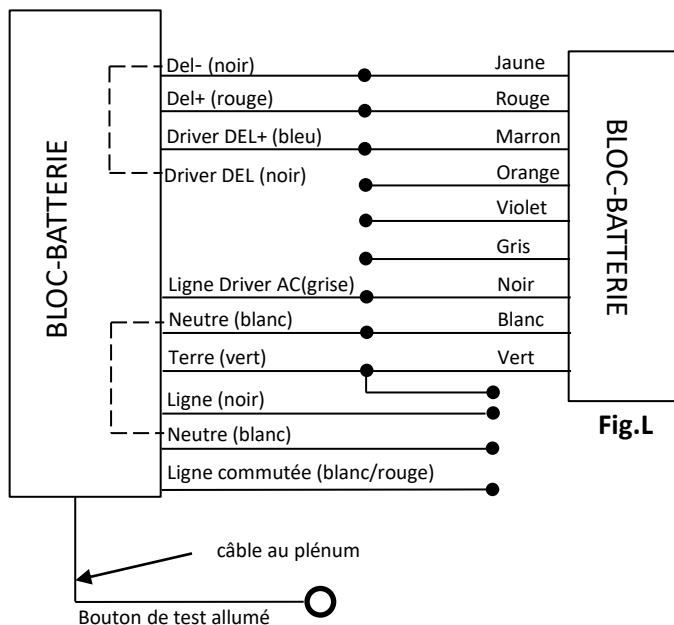 BLOC-BATTERIE
Del- (noir)
Jaune
Del+ (rouge)
Rouge
Driver DEL+ (bleu)
Marron
Driver DEL (noir)
Orange
Violet
Gris
Ligne Driver AC(grise)
Noir
Neutre (blanc)
Blanc
Terre (vert)
Vert
Ligne (noir)
Neutre (blanc)
Ligne commutée (blanc/rouge)
BLOC-BATTERIE
Fig.L
câble au plénum
Bouton de test allumé